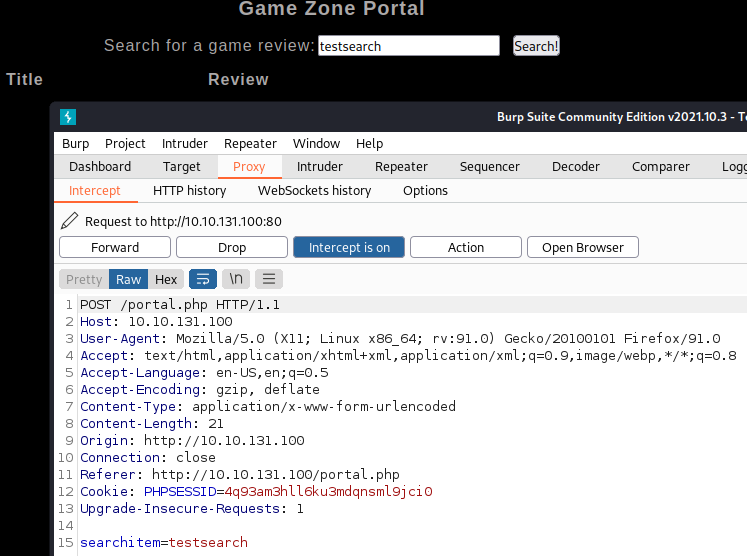 Game Zone Portal
Search for a game review: testsearch Search!
Title Review
Burp Suite Community Edition v2021.10.3 - Te
Burp Project Intruder Repeater Window Help
Dashboard Target Proxy Intruder Repeater Sequencer Decoder Comparer Logg
Intercept HTTP history WebSockets history Options
Request to http://10.10.131.100:80
Forward Drop Intercept is on Action Open Browser
Pretty Raw Hex \n
1 POST /portal.php HTTP/1.1
2 Host: 10.10.131.100
3 User-Agent: Mozilla/5.0 (X11; Linux x86_64; rv:91.0) Gecko/20100101 Firefox/91.0
4 Accept: text/html,application/xhtml+xml,application/xml;q=0.9,image/webp,*/*;q=0.8
5 Accept-Language: en-US,en;q=0.5
6 Accept-Encoding: gzip, deflate
7 Content-Type: application/x-www-form-urlencoded
8 Content-Length: 21
9 Origin: http://10.10.131.100
10 Connection: close
11 Referer: http://10.10.131.100/portal.php
12 Cookie: PHPSESSID=4q93am3hll6ku3mdqnsml9jci0
13 Upgrade-Insecure-Requests: 1
14
15 searchitem=testsearch